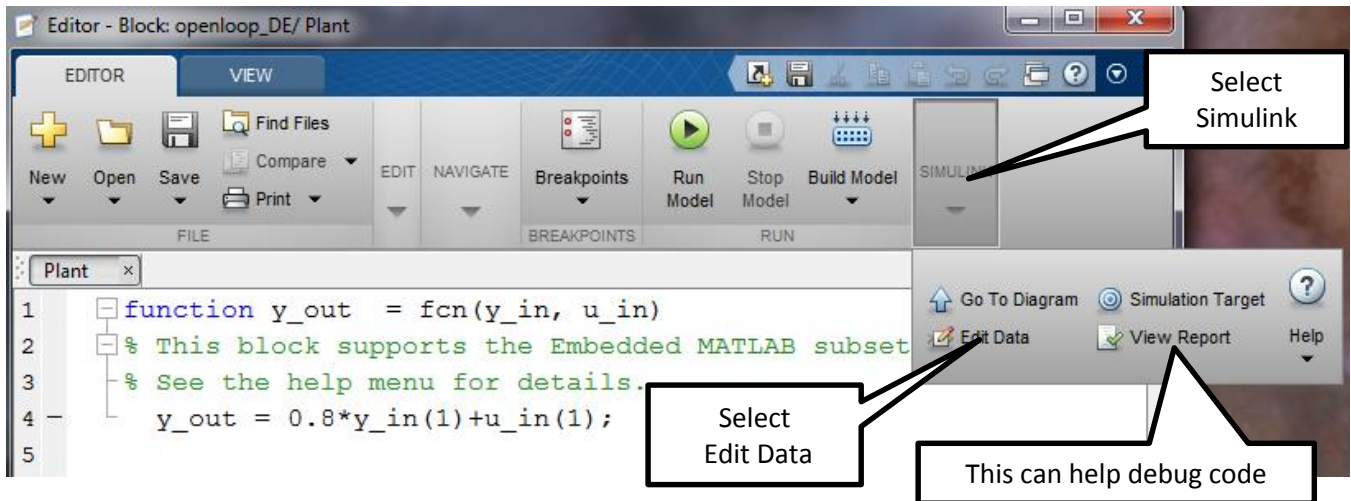 Editor - Block: openloop_DE/ Plant
EDITOR VIEW
Select
Simulink
Find Files
Compare
Print
New Open Save
EDIT NAVIGATE
Breakpoints
Run
Model
Stop
Model
Build Model
SIMULINK
FILE BREAKPOINTS RUN
Plant ×
Go To Diagram Simulation Target
Edit Data View Report Help
1 function y_out = fcn(y_in, u_in)
2 % This block supports the Embedded MATLAB subset
3 % See the help menu for details.
4 y_out = 0.8*y_in(1)+u_in(1);
5
Select
Edit Data
This can help debug code